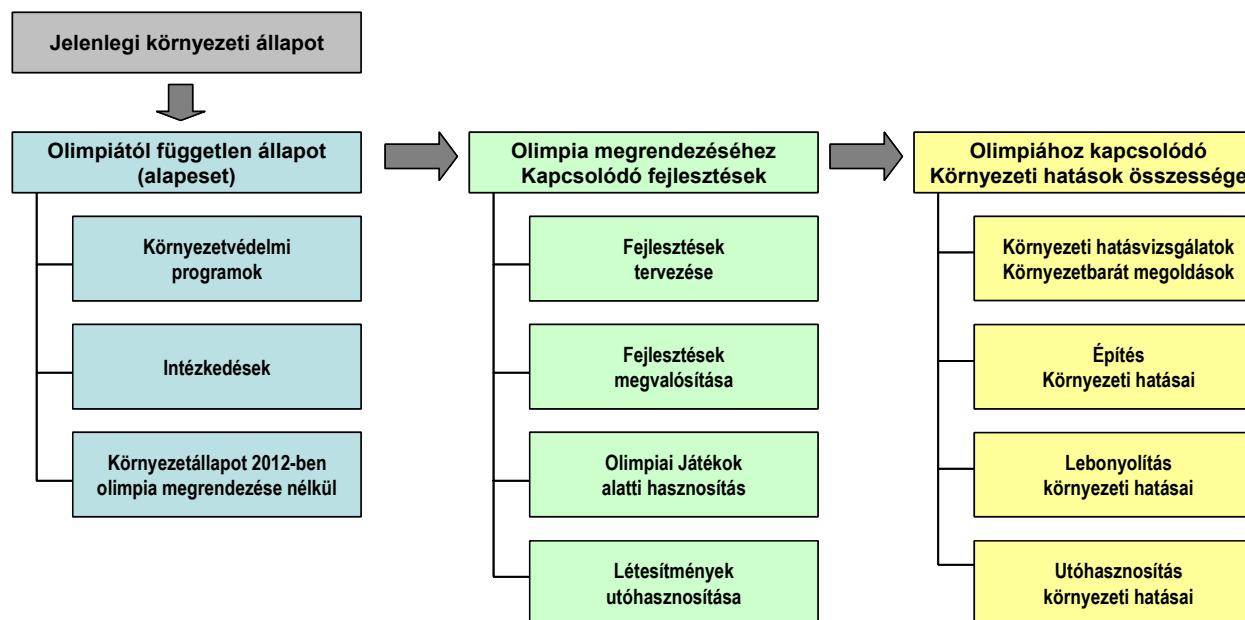 Jelenlegi környezeti állapot
Olimpiától független állapot
(alapeset)
Környezetvédelmi
programok
Intézkedések
Környezetállapot 2012-ben
olimpia megrendezése nélkül
Olimpia megrendezéséhez
Kapcsolódó fejlesztések
Fejlesztések
tervezése
Fejlesztések
megvalósítása
Olimpiai Játékok
alatti hasznosítás
Létesítmények
utóhasznosítása
Olimpiához kapcsolódó
Környezeti hatások összessége
Környezeti hatásvizsgálatok
Környezetbarát megoldások
Építés
Környezeti hatásai
Lebonyolítás
környezeti hatásai
Utóhasznosítás
környezeti hatásai